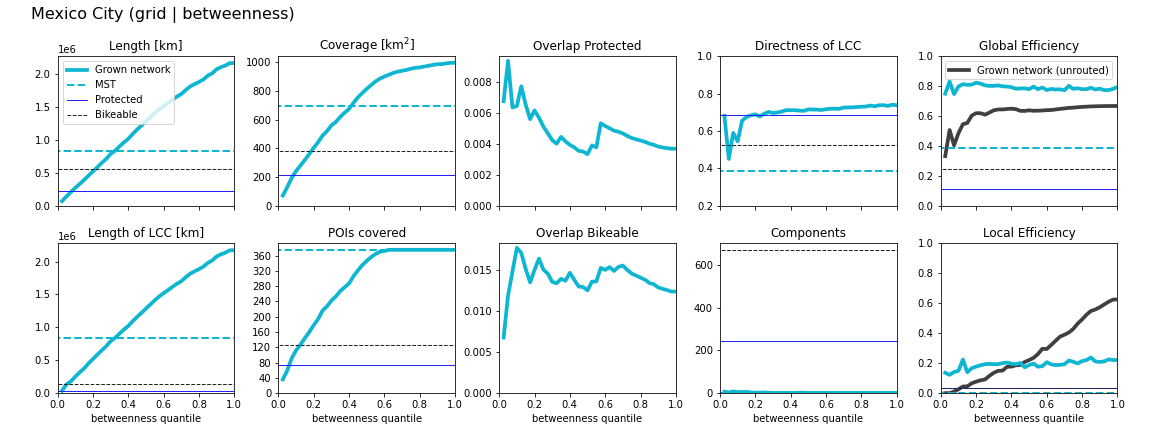 Mexico City (grid | betweenness)
Length [km]
1e6
2.0
1.5
1.0
0.5
0.0
Grown network
MST
Protected
Bikeable
Coverage [km²]
1000
800
600
400
200
0
Overlap Protected
0.008
0.006
0.004
0.002
0.000
Directness of LCC
1.0
0.8
0.6
0.4
0.2
Global Efficiency
1.0
0.8
0.6
0.4
0.2
0.0
Grown network (unrouted)
Length of LCC [km]
1e6
2.0
1.5
1.0
0.5
0.0
0.0 0.2 0.4 0.6 0.8 1.0
betweenness quantile
POIs covered
360
320
280
240
200
160
120
80
40
0
0.0 0.2 0.4 0.6 0.8 1.0
betweenness quantile
Overlap Bikeable
0.015
0.010
0.005
0.000
0.0 0.2 0.4 0.6 0.8 1.0
betweenness quantile
Components
600
400
200
0
0.0 0.2 0.4 0.6 0.8 1.0
betweenness quantile
Local Efficiency
1.0
0.8
0.6
0.4
0.2
0.0
0.0 0.2 0.4 0.6 0.8 1.0
betweenness quantile